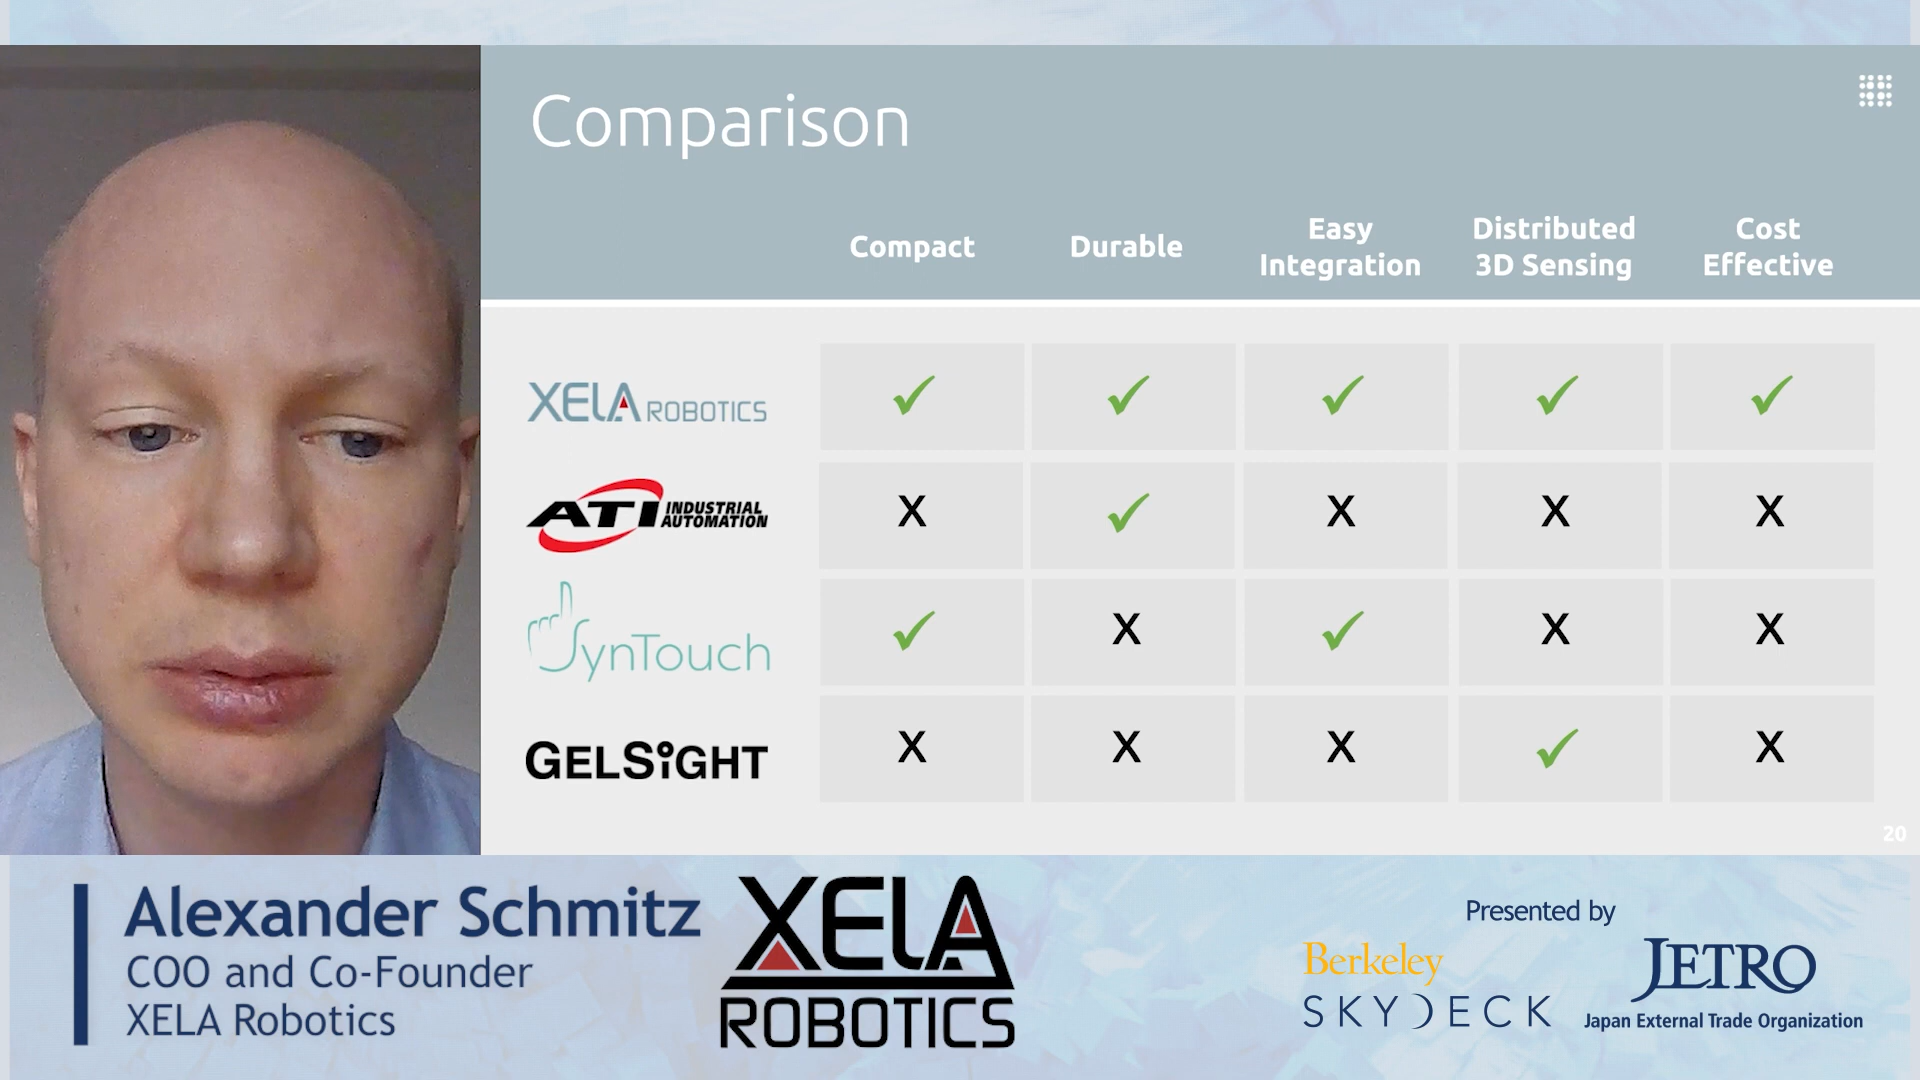 Comparison
Compact
Durable
Easy
Integration
Distributed
3D Sensing
Cost
Effective
XELA ROBOTICS
✓ ✓ ✓ ✓ ✓
ATI INDUSTRIAL
AUTOMATION
X ✓ X X X
SynTouch
✓ X ✓ X X
GELSiGHT
X X X ✓ X
20
Alexander Schmitz
COO and Co-Founder
XELA Robotics
XELA
ROBOTICS
Presented by
Berkeley
SKYDECK
JETRO
Japan External Trade Organization